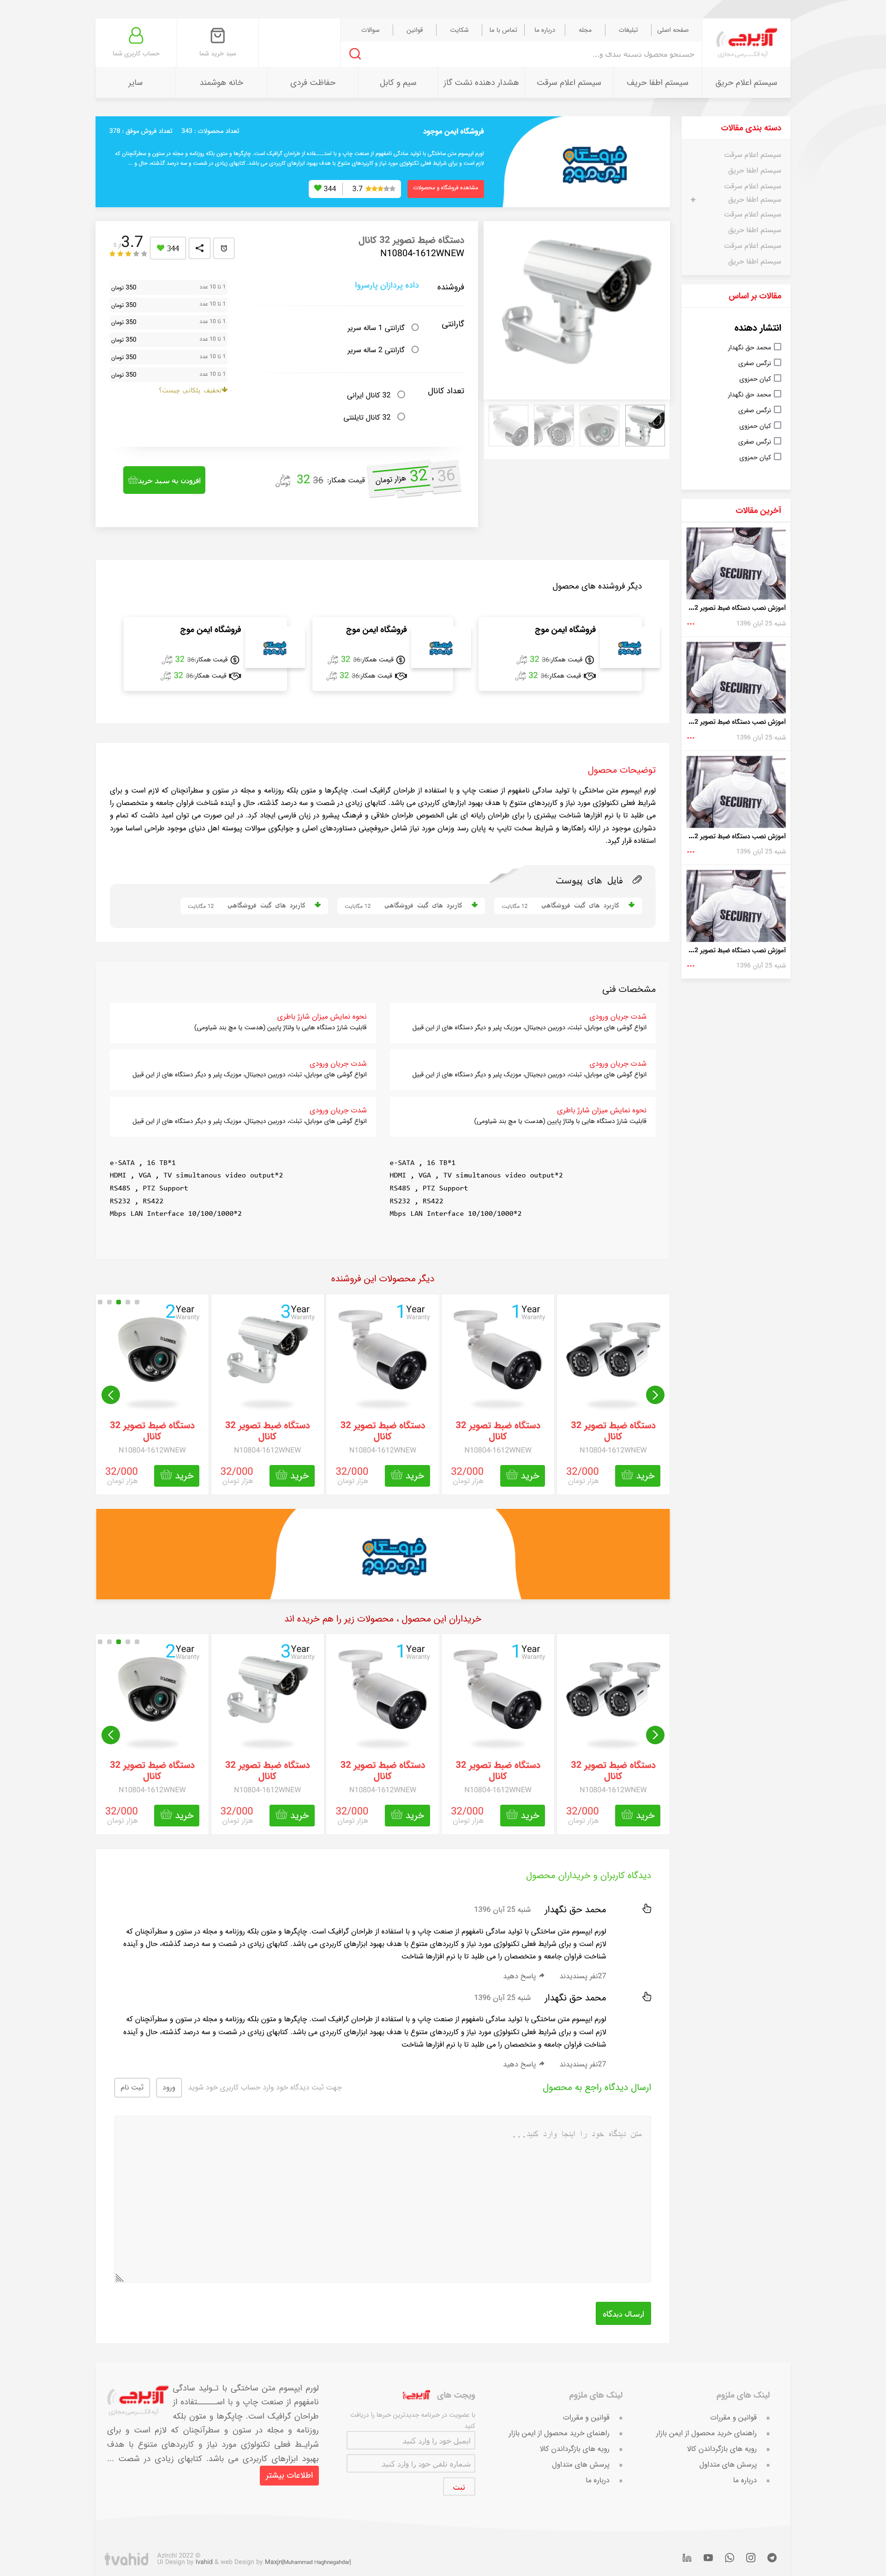 آژیرچی
آیه الکتـــرسی مجازی
صفحه اصلی
تبلیغات
مجله
درباره ما
تماس با ما
شکایت
قوانین
سوالات
جستجو محصول دسته بندی و...
سبد خرید شما
حساب کاربری شما
سیستم اعلام حریق
سیستم اطفا حریف
سیستم اعلام سرقت
هشدار دهنده نشت گاز
سیم و کابل
حفاظت فردی
خانه هوشمند
سایر
دسته بندی مقالات
سیستم اعلام سرقت
سیستم اطفا حریق
سیستم اعلام سرقت
سیستم اطفا حریق
+
سیستم اعلام سرقت
سیستم اطفا حریق
سیستم اعلام سرقت
سیستم اطفا حریق
مقالات بر اساس
انتشار دهنده
محمد حق نگهدار
نرگس صفری
کیان حمزوی
محمد حق نگهدار
نرگس صفری
کیان حمزوی
نرگس صفری
کیان حمزوی
آخرین مقالات
SECURITY
آموزش نصب دستگاه ضبط تصویر 2...
شنبه 25 آبان 1396
SECURITY
آموزش نصب دستگاه ضبط تصویر 2...
شنبه 25 آبان 1396
SECURITY
آموزش نصب دستگاه ضبط تصویر 2...
شنبه 25 آبان 1396
SECURITY
آموزش نصب دستگاه ضبط تصویر 2...
شنبه 25 آبان 1396
فروشگاه ایمن موج
فروشگاه ایمن موجود
تعداد محصولات : 343
تعداد فروش موفق : 378
لورم ایپسوم متن ساختگی با تولید سادگی نامفهوم از صنعت چاپ و با استـــفاده از طراحان گرافیک است. چاپگرها و متون بلکه روزنامه و مجله در ستون و سطرآنچنان که
لازم است و برای شرایط فعلی تکنولوژی مورد نیاز و کاربردهای متنوع با هدف بهبود ابزارهای کاربردی می باشد. کتابهای زیادی در شصت و سه درصد گذشته، حال و ...
مشاهده فروشگاه و محصولات
3.7
344
دستگاه ضبط تصویر 32 کانال
N10804-1612WNEW
344
3.7
فروشنده
داده پردازان پارسروا
گارانتی
گارانتی 1 ساله سریر
گارانتی 2 ساله سریر
تعداد کانال
32 کانال ایرانی
32 کانال تایلتنی
1 تا 10 عدد
350 تومان
1 تا 10 عدد
350 تومان
1 تا 10 عدد
350 تومان
1 تا 10 عدد
350 تومان
1 تا 10 عدد
350 تومان
1 تا 10 عدد
350 تومان
تخفیف پلکانی چیست؟
36 32 هزار تومان
قیمت همکار: 36 32 هزار تومان
افزودن به سبد خرید
دیگر فروشنده های محصول
فروشگاه ایمن موج
قیمت همکار:36 32 هزار تومان
قیمت همکار:36 32 هزار تومان
فروشگاه ایمن موج
قیمت همکار:36 32 هزار تومان
قیمت همکار:36 32 هزار تومان
فروشگاه ایمن موج
قیمت همکار:36 32 هزار تومان
قیمت همکار:36 32 هزار تومان
توضیحات محصول
لورم ایپسوم متن ساختگی با تولید سادگی نامفهوم از صنعت چاپ و با استفاده از طراحان گرافیک است. چاپگرها و متون بلکه روزنامه و مجله در ستون و سطرآنچنان که لازم است و برای
شرایط فعلی تکنولوژی مورد نیاز و کاربردهای متنوع با هدف بهبود ابزارهای کاربردی می باشد. کتابهای زیادی در شصت و سه درصد گذشته، حال و آینده شناخت فراوان جامعه و متخصصان را
می طلبد تا با نرم افزارها شناخت بیشتری را برای طراحان رایانه ای علی الخصوص طراحان خلاقی و فرهنگ پیشرو در زبان فارسی ایجاد کرد. در این صورت می توان امید داشت که تمام و
دشواری موجود در ارائه راهکارها و شرایط سخت تایپ به پایان رسد وزمان مورد نیاز شامل حروفچینی دستاوردهای اصلی و جوابگوی سوالات پیوسته اهل دنیای موجود طراحی اساسا مورد
استفاده قرار گیرد.
فایل های پیوست
کاربرد های گیت فروشگاهی
12 مگابایت
کاربرد های گیت فروشگاهی
12 مگابایت
کاربرد های گیت فروشگاهی
12 مگابایت
مشخصات فنی
شدت جریان ورودی
انواع گوشی های موبایل، تبلت، دوربین دیجیتال، موزیک پلیر و دیگر دستگاه های از این قبیل
نحوه نمایش میزان شارژ باطری
قابلیت شارژ دستگاه هایی با ولتاژ پایین (هدست یا مچ بند شیاومی)
شدت جریان ورودی
انواع گوشی های موبایل، تبلت، دوربین دیجیتال، موزیک پلیر و دیگر دستگاه های از این قبیل
شدت جریان ورودی
انواع گوشی های موبایل، تبلت، دوربین دیجیتال، موزیک پلیر و دیگر دستگاه های از این قبیل
نحوه نمایش میزان شارژ باطری
قابلیت شارژ دستگاه هایی با ولتاژ پایین (هدست یا مچ بند شیاومی)
شدت جریان ورودی
انواع گوشی های موبایل، تبلت، دوربین دیجیتال، موزیک پلیر و دیگر دستگاه های از این قبیل
e-SATA , 16 TB*1
HDMI , VGA , TV simultanous video output*2
RS485 , PTZ Support
RS232 , RS422
Mbps LAN Interface 10/100/1000*2
e-SATA , 16 TB*1
HDMI , VGA , TV simultanous video output*2
RS485 , PTZ Support
RS232 , RS422
Mbps LAN Interface 10/100/1000*2
دیگر محصولات این فروشنده
دستگاه ضبط تصویر 32
کانال
N10804-1612WNEW
خرید
32/000
هزار تومان
1 Year
Waranty
دستگاه ضبط تصویر 32
کانال
N10804-1612WNEW
خرید
32/000
هزار تومان
1 Year
Waranty
دستگاه ضبط تصویر 32
کانال
N10804-1612WNEW
خرید
32/000
هزار تومان
3 Year
Waranty
دستگاه ضبط تصویر 32
کانال
N10804-1612WNEW
خرید
32/000
هزار تومان
2 Year
Waranty
دستگاه ضبط تصویر 32
کانال
N10804-1612WNEW
خرید
32/000
هزار تومان
فروشگاه ایمن موج
خریداران این محصول ، محصولات زیر را هم خریده اند
دستگاه ضبط تصویر 32
کانال
N10804-1612WNEW
خرید
32/000
هزار تومان
1 Year
Waranty
دستگاه ضبط تصویر 32
کانال
N10804-1612WNEW
خرید
32/000
هزار تومان
1 Year
Waranty
دستگاه ضبط تصویر 32
کانال
N10804-1612WNEW
خرید
32/000
هزار تومان
3 Year
Waranty
دستگاه ضبط تصویر 32
کانال
N10804-1612WNEW
خرید
32/000
هزار تومان
2 Year
Waranty
دستگاه ضبط تصویر 32
کانال
N10804-1612WNEW
خرید
32/000
هزار تومان
دیدگاه کاربران و خریداران محصول
محمد حق نگهدار
شنبه 25 آبان 1396
لورم ایپسوم متن ساختگی با تولید سادگی نامفهوم از صنعت چاپ و با استفاده از طراحان گرافیک است. چاپگرها و متون بلکه روزنامه و مجله در ستون و سطرآنچنان که
لازم است و برای شرایط فعلی تکنولوژی مورد نیاز و کاربردهای متنوع با هدف بهبود ابزارهای کاربردی می باشد. کتابهای زیادی در شصت و سه درصد گذشته، حال و آینده
شناخت فراوان جامعه و متخصصان را می طلبد تا با نرم افزارها شناخت
27نفر پسندیدند
پاسخ دهید
محمد حق نگهدار
شنبه 25 آبان 1396
لورم ایپسوم متن ساختگی با تولید سادگی نامفهوم از صنعت چاپ و با استفاده از طراحان گرافیک است. چاپگرها و متون بلکه روزنامه و مجله در ستون و سطرآنچنان که
لازم است و برای شرایط فعلی تکنولوژی مورد نیاز و کاربردهای متنوع با هدف بهبود ابزارهای کاربردی می باشد. کتابهای زیادی در شصت و سه درصد گذشته، حال و آینده
شناخت فراوان جامعه و متخصصان را می طلبد تا با نرم افزارها شناخت
27نفر پسندیدند
پاسخ دهید
ارسال دیدگاه راجع به محصول
جهت ثبت دیدگاه خود وارد حساب کاربری خود شوید
ورود
ثبت نام
متن دیدگاه خود را اینجا وارد کنید...
ارسال دیدگاه
لینک های ملزوم
قوانین و مقررات
راهنمای خرید محصول از ایمن بازار
رویه های بازگرداندن کالا
پرسش های متداول
درباره ما
لینک های ملزوم
قوانین و مقررات
راهنمای خرید محصول از ایمن بازار
رویه های بازگرداندن کالا
پرسش های متداول
درباره ما
ویجت های آژیرچی
با عضویت در خبرنامه جدیدترین خبرها را دریافت
کنید
ایمیل خود را وارد کنید
شماره تلفن خود را وارد کنید
ثبت
آژیرچی
آیه الکتـــرسی مجازی
لورم ایپسوم متن ساختگی با تـولید سادگی
نامفهوم از صنعت چاپ و با اســـــتفاده از
طراحان گرافیک است. چاپگرها و متون بلکه
روزنامه و مجله در ستون و سطرآنچنان که لازم است و برای
شرایـط فعلی تکنولوژی مورد نیاز و کاربردهای متنوع با هدف
بهبود ابزارهای کاربردی می باشد. کتابهای زیادی در شصت ...
اطلاعات بیشتر
ivahid
Azirchi 2022 ©
UI Design by Ivahid & web Design by Maxjr(Muhammad Haghnegahdar)